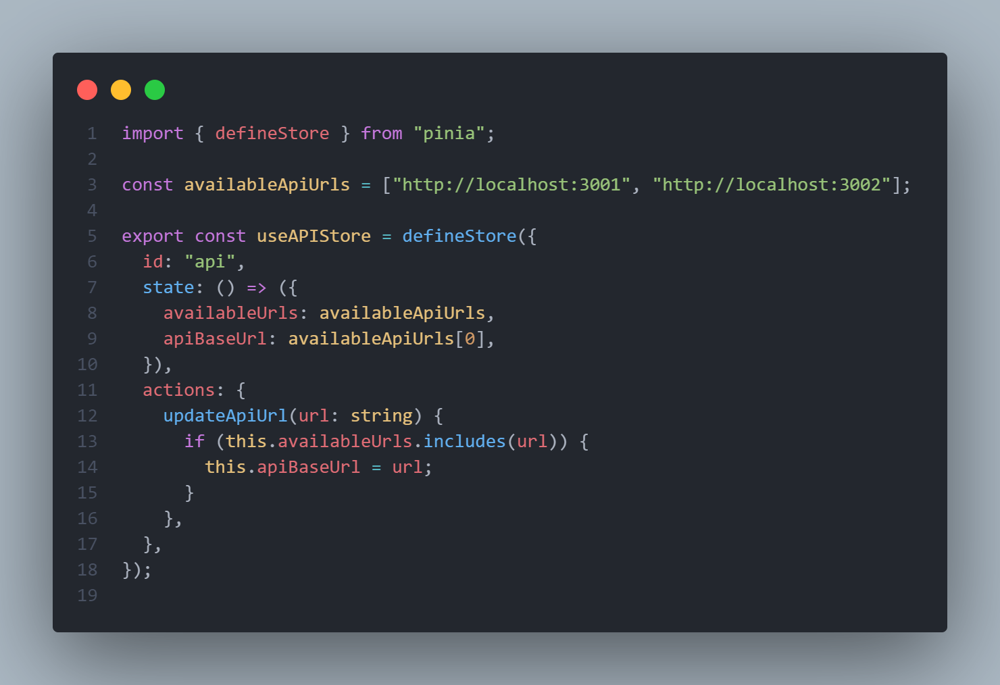 1 import { defineStore } from "pinia";
2
3 const availableApiUrls = ["http://localhost:3001", "http://localhost:3002"];
4
5 export const useAPIStore = defineStore({
6   id: "api",
7   state: () => ({
8     availableUrls: availableApiUrls,
9     apiBaseUrl: availableApiUrls[0],
10   }),
11   actions: {
12     updateApiUrl(url: string) {
13       if (this.availableUrls.includes(url)) {
14         this.apiBaseUrl = url;
15       }
16     },
17   },
18 });
19